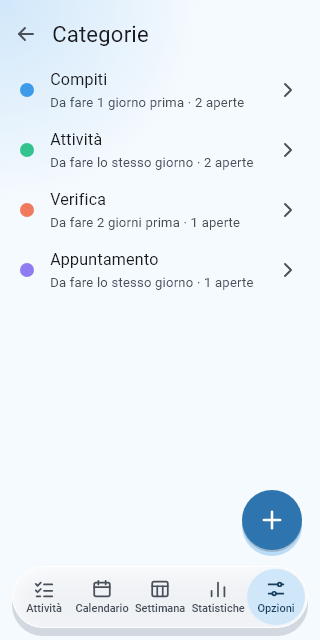 Categorie
Compiti
Da fare 1 giorno prima · 2 aperte
Attività
Da fare lo stesso giorno · 2 aperte
Verifica
Da fare 2 giorni prima · 1 aperte
Appuntamento
Da fare lo stesso giorno · 1 aperte
Attività Calendario Settimana Statistiche Opzioni